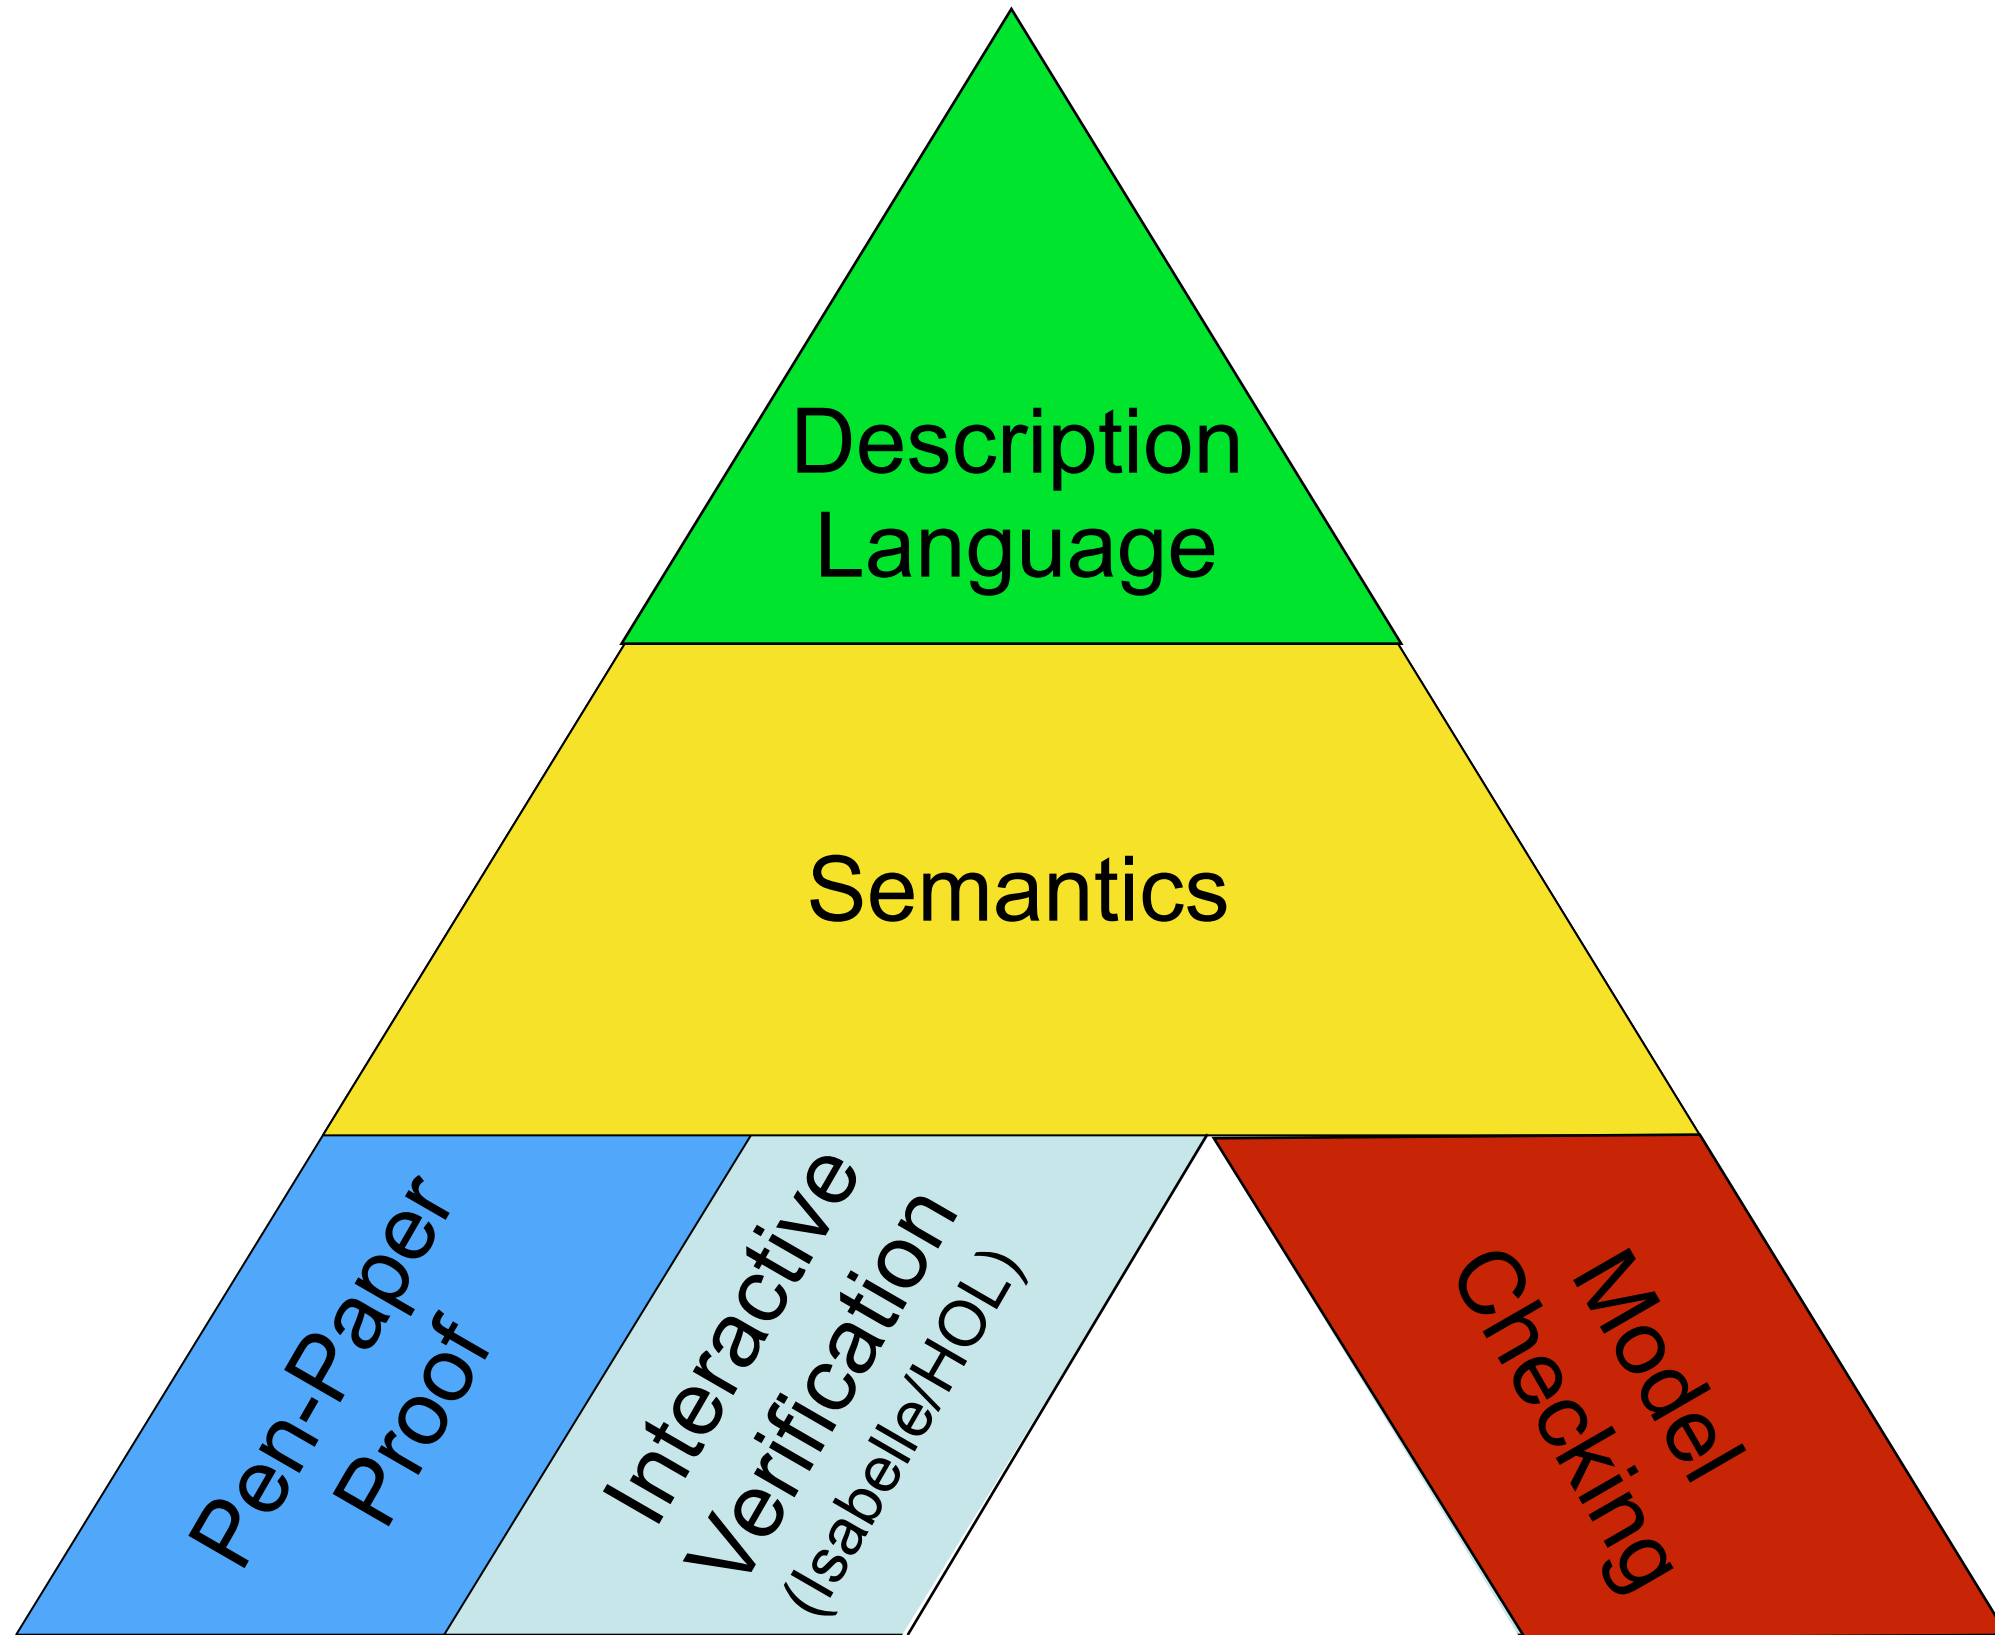 Description
Language
Semantics
Pen-Paper
Proof
Interactive
Verification
(Isabelle/HOL)
Model
Checking